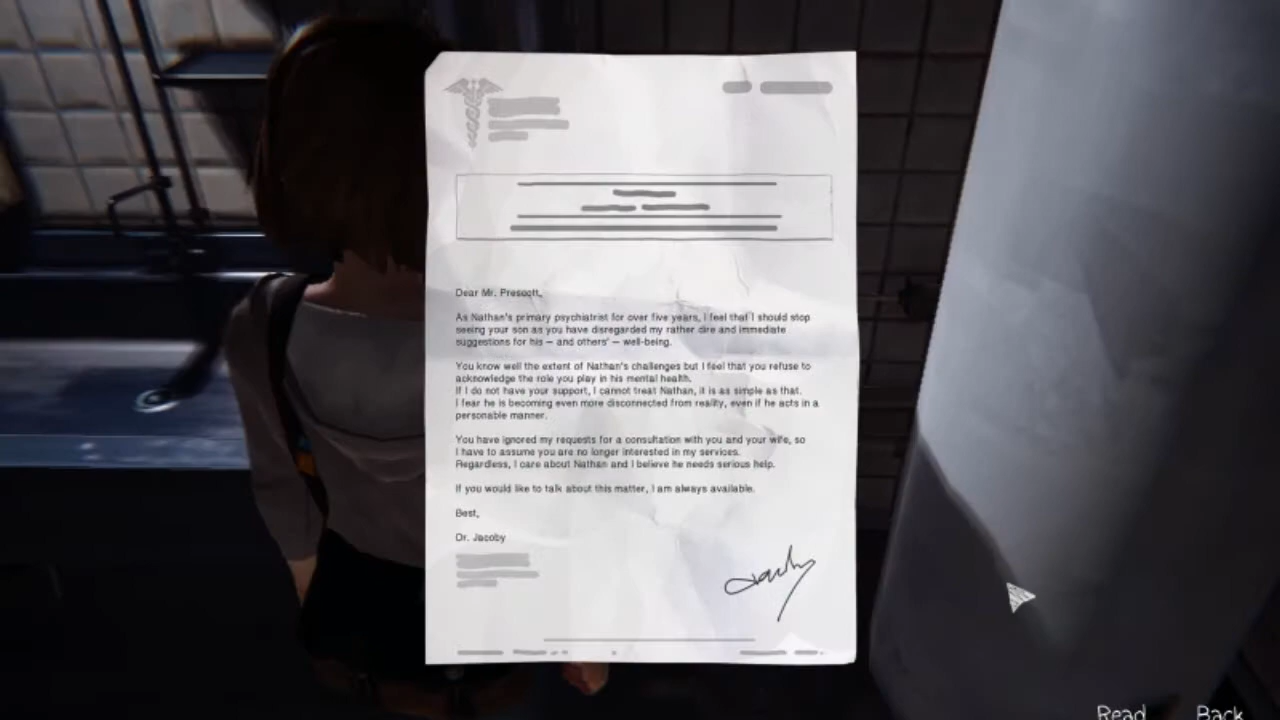 Dear Mr. Prescott,
As Nathan's primary psychiatrist for over five years, I feel that I should stop
seeing your son as you have disregarded my rather dire and immediate
suggestions for his – and others' – well-being.
You know well the extent of Nathan's challenges but I feel that you refuse to
acknowledge the role you play in his mental health.
If I do not have your support, I cannot treat Nathan, it is as simple as that.
I fear he is becoming even more disconnected from reality, even if he acts in a
personable manner.
You have ignored my requests for a consultation with you and your wife, so
I have to assume you are no longer interested in my services.
Regardless, I care about Nathan and I believe he needs serious help.
If you would like to talk about this matter, I am always available.
Best,
Dr. Jacoby
Read Back